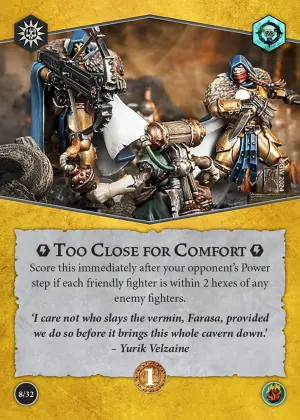 TOO CLOSE FOR COMFORT
Score this immediately after your opponent's Power
step if each friendly fighter is within 2 hexes of any
enemy fighters.
'I care not who slays the vermin, Farasa, provided
we do so before it brings this whole cavern down.'
- Yurik Velzaine
8/32
1